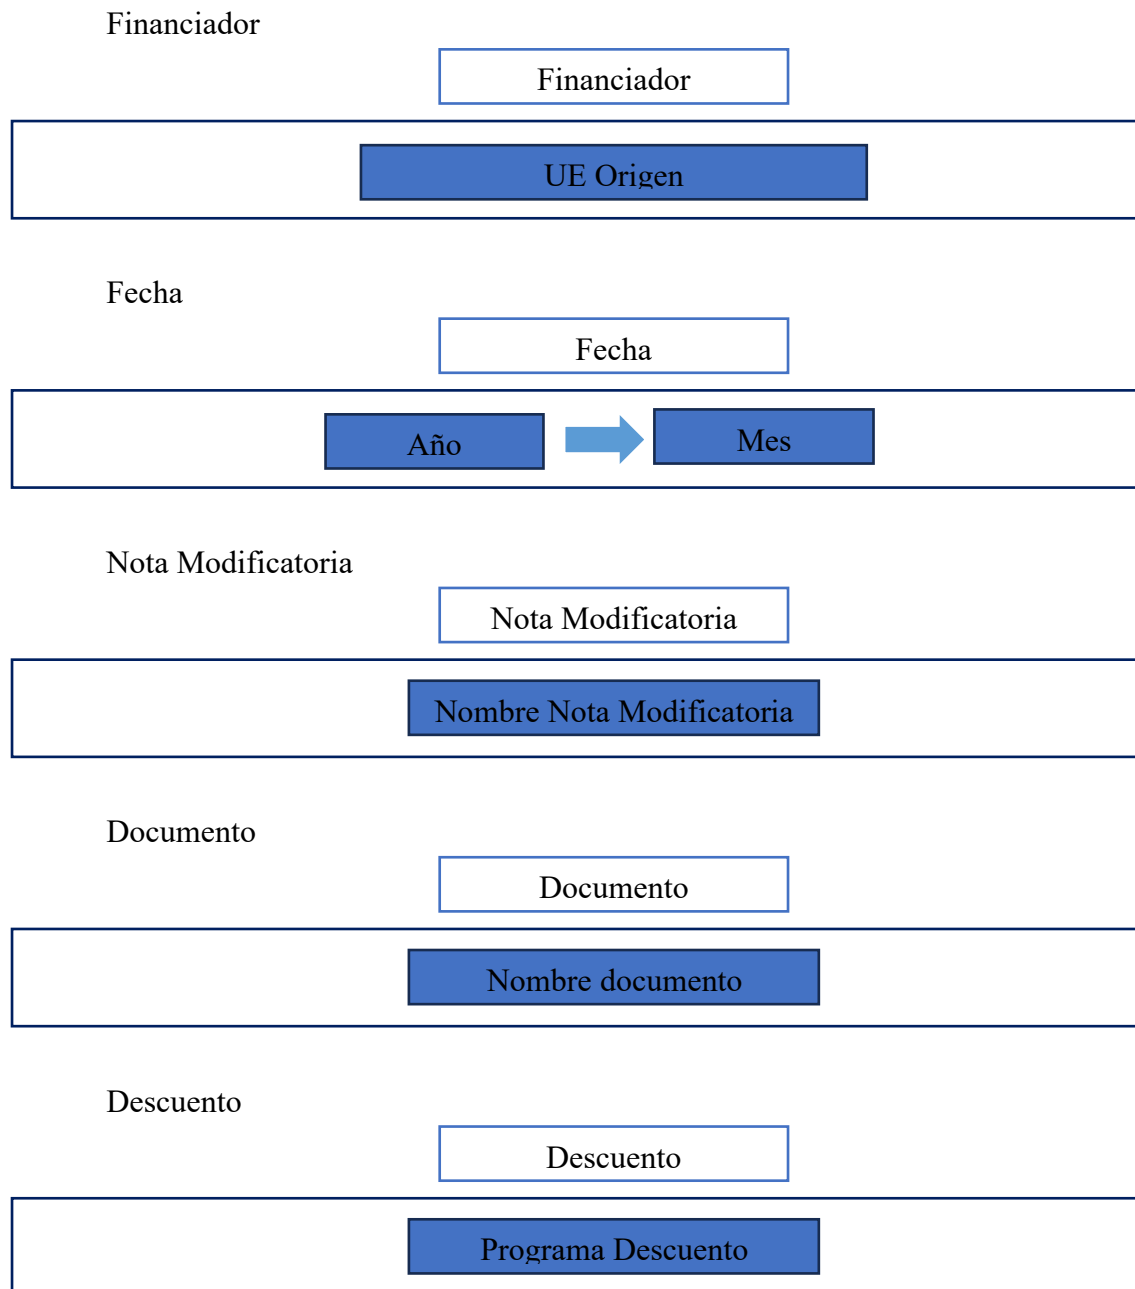 Financiador
Financiador
UE Origen
Fecha
Fecha
Año
Mes
Nota Modificatoria
Nota Modificatoria
Nombre Nota Modificatoria
Documento
Documento
Nombre documento
Descuento
Descuento
Programa Descuento